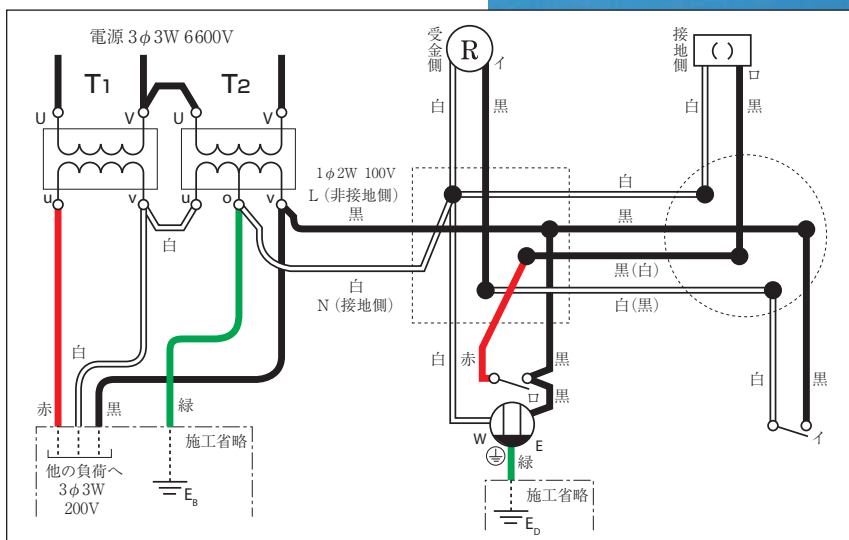 電源 3φ3W 6600V
T1
T2
U
V
U
V
u
v
u
o
v
白
1φ2W 100V
L (非接地側)
黒
白
N (接地側)
受金側
R
イ
白
黒
接地側
( )
ロ
白
黒
白
黒
黒(白)
白(黒)
白
赤
黒
ロ
黒
白
黒
イ
W
E
緑
施工省略
E_D
白
赤
黒
緑
施工省略
他の負荷へ
3φ3W
200V
E_B